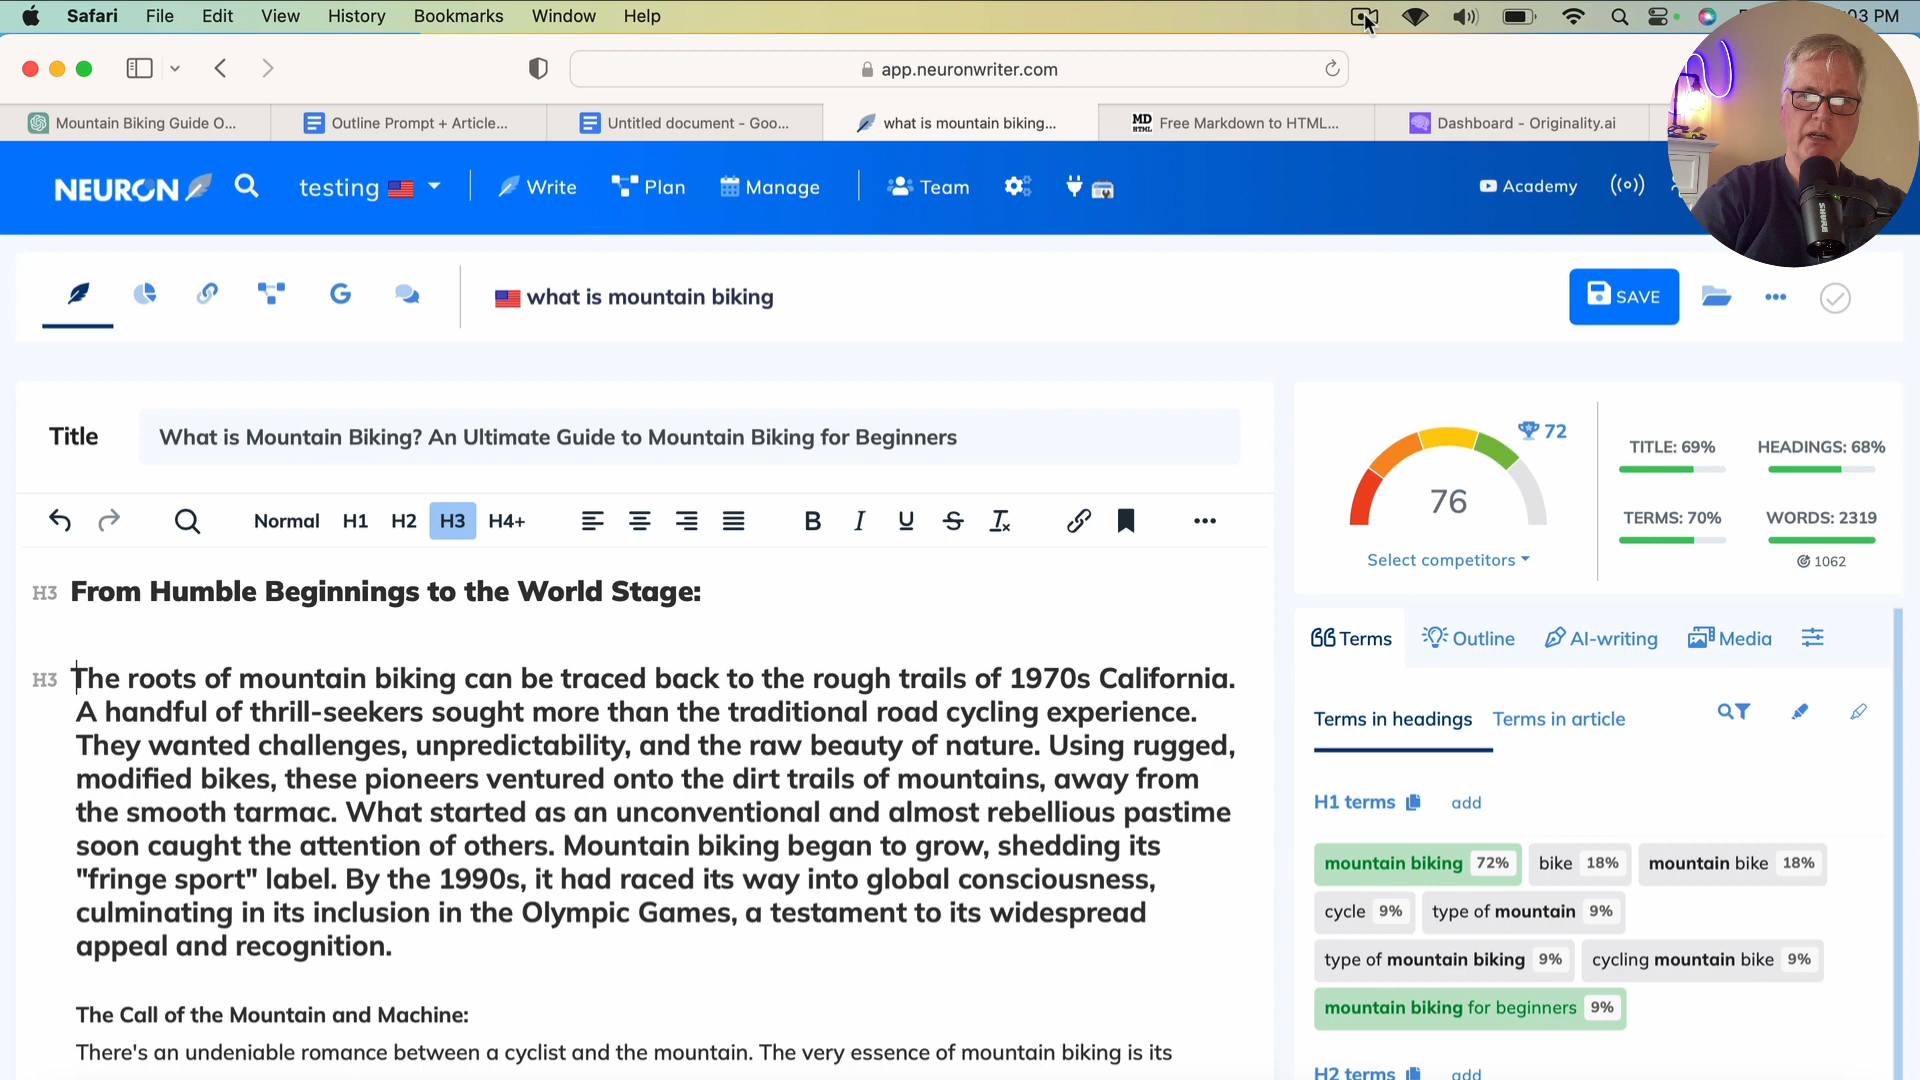 Safari File Edit View History Bookmarks Window Help
03 PM
app.neuronwriter.com
Mountain Biking Guide O...
Outline Prompt + Article...
Untitled document - Goo...
what is mountain biking...
MD HTML Free Markdown to HTML...
Dashboard - Originality.ai
NEURON testing Write Plan Manage Team Academy
what is mountain biking
SAVE
Title What is Mountain Biking? An Ultimate Guide to Mountain Biking for Beginners
Normal H1 H2 H3 H4+ B I U S
H3 From Humble Beginnings to the World Stage:
H3 The roots of mountain biking can be traced back to the rough trails of 1970s California.
A handful of thrill-seekers sought more than the traditional road cycling experience.
They wanted challenges, unpredictability, and the raw beauty of nature. Using rugged,
modified bikes, these pioneers ventured onto the dirt trails of mountains, away from
the smooth tarmac. What started as an unconventional and almost rebellious pastime
soon caught the attention of others. Mountain biking began to grow, shedding its
"fringe sport" label. By the 1990s, it had raced its way into global consciousness,
culminating in its inclusion in the Olympic Games, a testament to its widespread
appeal and recognition.
The Call of the Mountain and Machine:
There's an undeniable romance between a cyclist and the mountain. The very essence of mountain biking is its
72
76
Select competitors
TITLE: 69% HEADINGS: 68%
TERMS: 70% WORDS: 2319
1062
Terms Outline AI-writing Media
Terms in headings Terms in article
H1 terms add
mountain biking 72% bike 18% mountain bike 18%
cycle 9% type of mountain 9%
type of mountain biking 9% cycling mountain bike 9%
mountain biking for beginners 9%
H2 terms add
SHURE